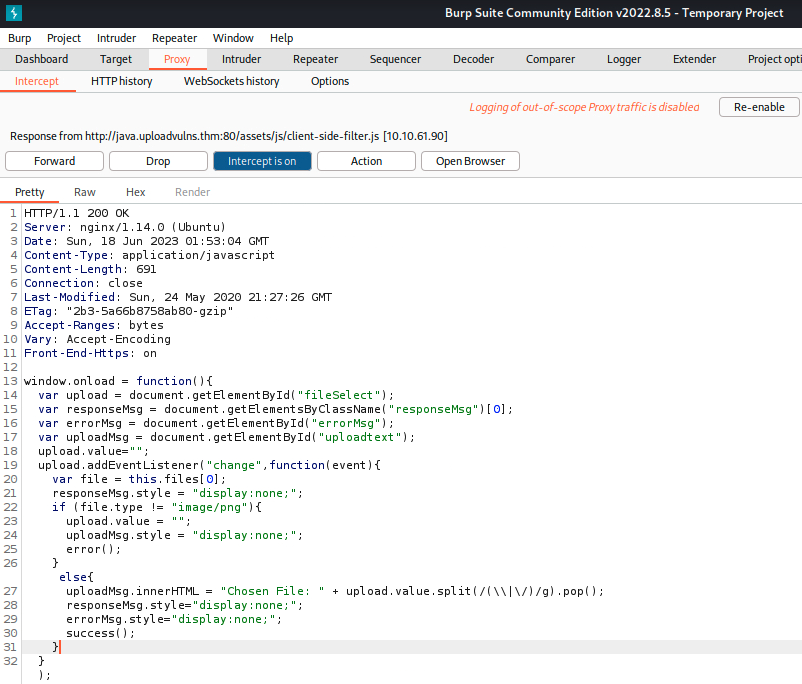 Burp Suite Community Edition v2022.8.5 - Temporary Project
Burp Project Intruder Repeater Window Help
Dashboard Target Proxy Intruder Repeater Sequencer Decoder Comparer Logger Extender Project opti
Intercept HTTP history WebSockets history Options
Logging of out-of-scope Proxy traffic is disabled Re-enable
Response from http://java.uploadvulns.thm:80/assets/js/client-side-filter.js [10.10.61.90]
Forward Drop Intercept is on Action Open Browser
Pretty Raw Hex Render
1 HTTP/1.1 200 OK
2 Server: nginx/1.14.0 (Ubuntu)
3 Date: Sun, 18 Jun 2023 01:53:04 GMT
4 Content-Type: application/javascript
5 Content-Length: 691
6 Connection: close
7 Last-Modified: Sun, 24 May 2020 21:27:26 GMT
8 ETag: "2b3-5a66b8758ab80-gzip"
9 Accept-Ranges: bytes
10 Vary: Accept-Encoding
11 Front-End-Https: on
12
13 window.onload = function(){
14 var upload = document.getElementById("fileSelect");
15 var responseMsg = document.getElementsByClassName("responseMsg")[0];
16 var errorMsg = document.getElementById("errorMsg");
17 var uploadMsg = document.getElementById("uploadtext");
18 upload.value="";
19 upload.addEventListener("change",function(event){
20 var file = this.files[0];
21 responseMsg.style = "display:none;";
22 if (file.type != "image/png"){
23 upload.value = "";
24 uploadMsg.style = "display:none;";
25 error();
26 }
else{
27 uploadMsg.innerHTML = "Chosen File: " + upload.value.split(/(\\|\/)/g).pop();
28 responseMsg.style="display:none;";
29 errorMsg.style="display:none;";
30 success();
31 }
32 }
);